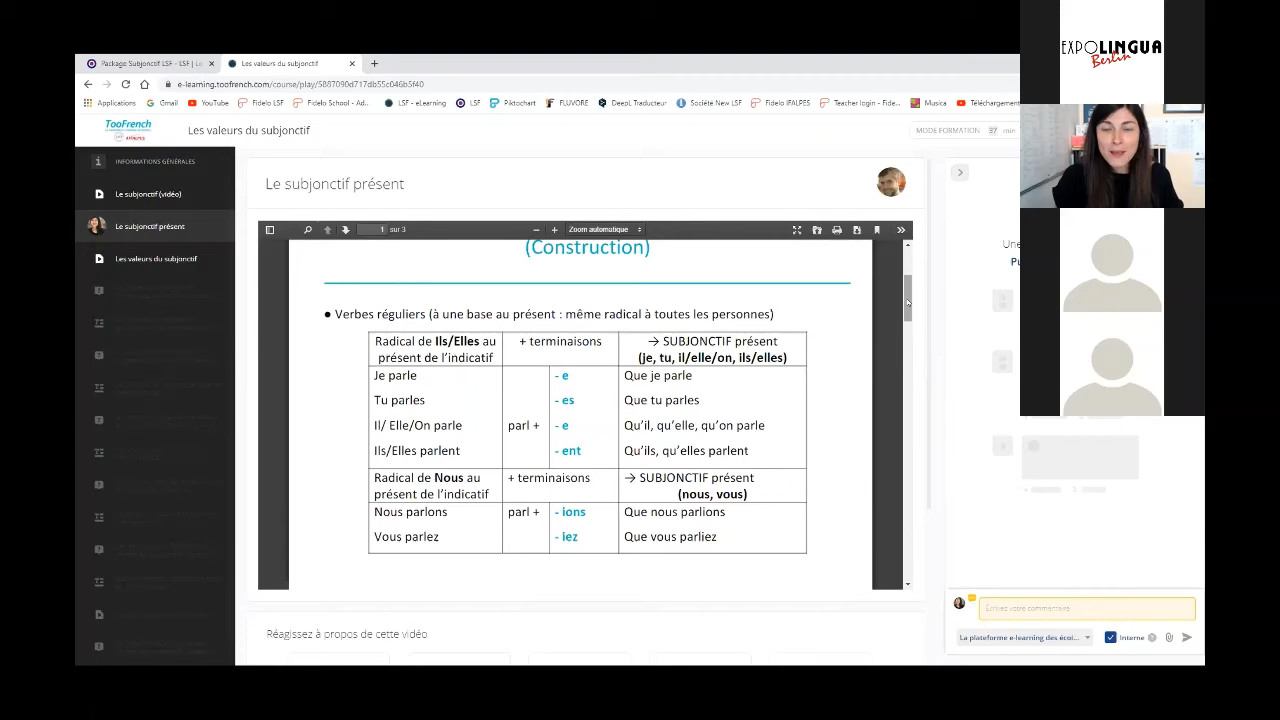 EXPOLINGUA
Berlin
Package Subjonctif LSF - LSF | Le
Les valeurs du subjonctif
e-learning.toofrench.com/course/play/5887090d717db55c046b5f40
Applications Gmail YouTube Fidelo LSF Fidelo School - Ad... LSF - eLearning LSF Piktochart FLUVORE DeepL Traducteur Société New LSF Fidelo IFALPES Teacher login - Fide... Musica Téléchargement
TooFrench
Les valeurs du subjonctif
MODE FORMATION 37 min
INFORMATIONS GÉNÉRALES
Le subjonctif (vidéo)
Le subjonctif présent
Les valeurs du subjonctif
Le subjonctif présent
1 sur 3
Zoom automatique
(Construction)
● Verbes réguliers (à une base au présent : même radical à toutes les personnes)
Radical de Ils/Elles au présent de l'indicatif
+ terminaisons
→ SUBJONCTIF présent
(je, tu, il/elle/on, ils/elles)
Je parle - e Que je parle
Tu parles - es Que tu parles
Il/ Elle/On parle parl + - e Qu'il, qu'elle, qu'on parle
Ils/Elles parlent - ent Qu'ils, qu'elles parlent
Radical de Nous au présent de l'indicatif
+ terminaisons
→ SUBJONCTIF présent
(nous, vous)
Nous parlons parl + - ions Que nous parlions
Vous parlez - iez Que vous parliez
Réagissez à propos de cette vidéo
Une
Pu
Écrivez votre commentaire
La plateforme e-learning des écol...
Interne